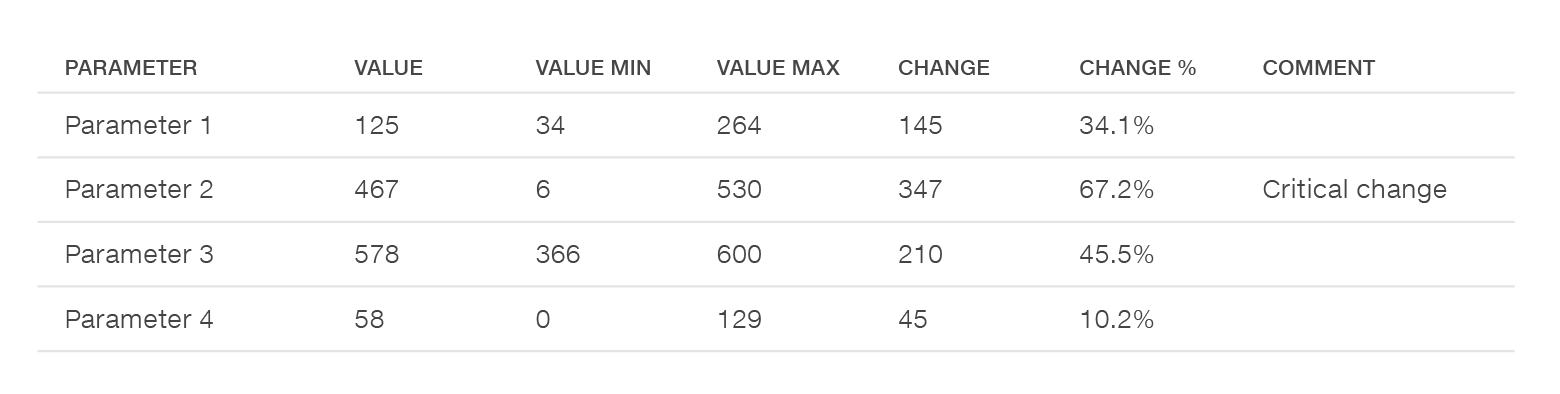 PARAMETER VALUE VALUE MIN VALUE MAX CHANGE CHANGE % COMMENT
Parameter 1 125 34 264 145 34.1%
Parameter 2 467 6 530 347 67.2% Critical change
Parameter 3 578 366 600 210 45.5%
Parameter 4 58 0 129 45 10.2%